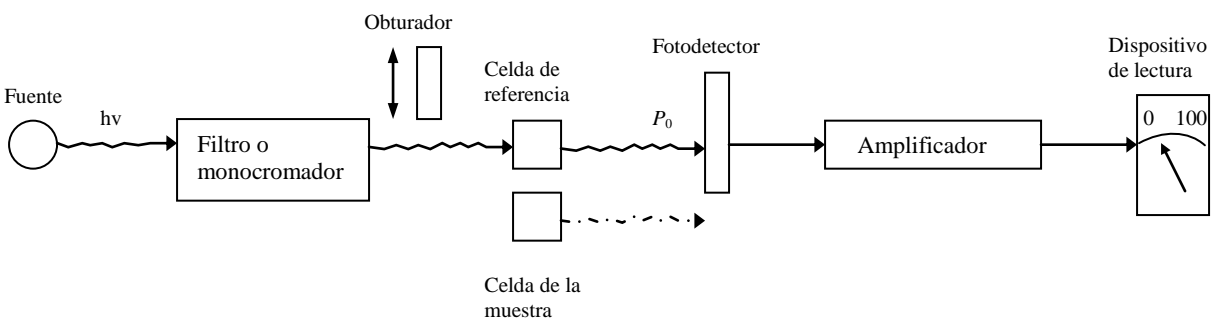 Obturador
Fuente
hv
Filtro o
monocromador
Celda de
referencia
P0
Fotodetector
Amplificador
Dispositivo
de lectura
0 100
Celda de la
muestra